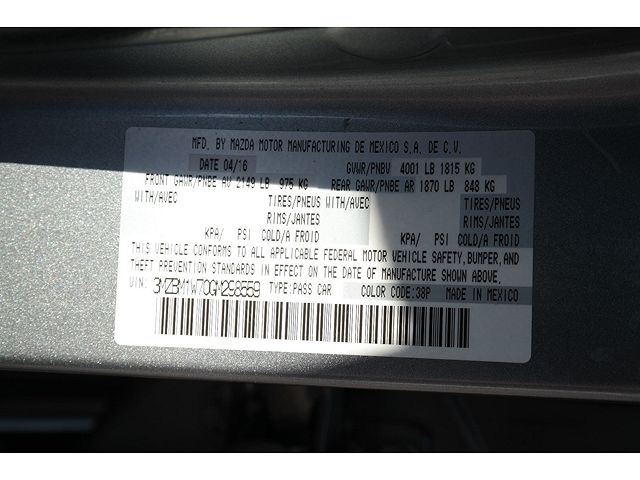 MFD. BY MAZDA MOTOR MANUFACTURING DE MEXICO S.A. DE C.V.
DATE 04/16 GVWR/PNBV 4001 LB 1815 KG
FRONT GAWR/PNBE AV 2149 LB 975 KG REAR GAWR/PNBE AR 1870 LB 848 KG
WITH/AVEC TIRES/PNEUS WITH/AVEC TIRES/PNEUS
RIMS/JANTES RIMS/JANTES
KPA/ PSI COLD/A FROID KPA/ PSI COLD/A FROID
THIS VEHICLE CONFORMS TO ALL APPLICABLE FEDERAL MOTOR VEHICLE SAFETY, BUMPER, AND
THEFT PREVENTION STANDARDS IN EFFECT ON THE DATE OF MANUFACTURE SHOWN ABOVE.
VIN: 3MZBM1W70GM298559 TYPE:PASS CAR COLOR CODE:38P MADE IN MEXICO